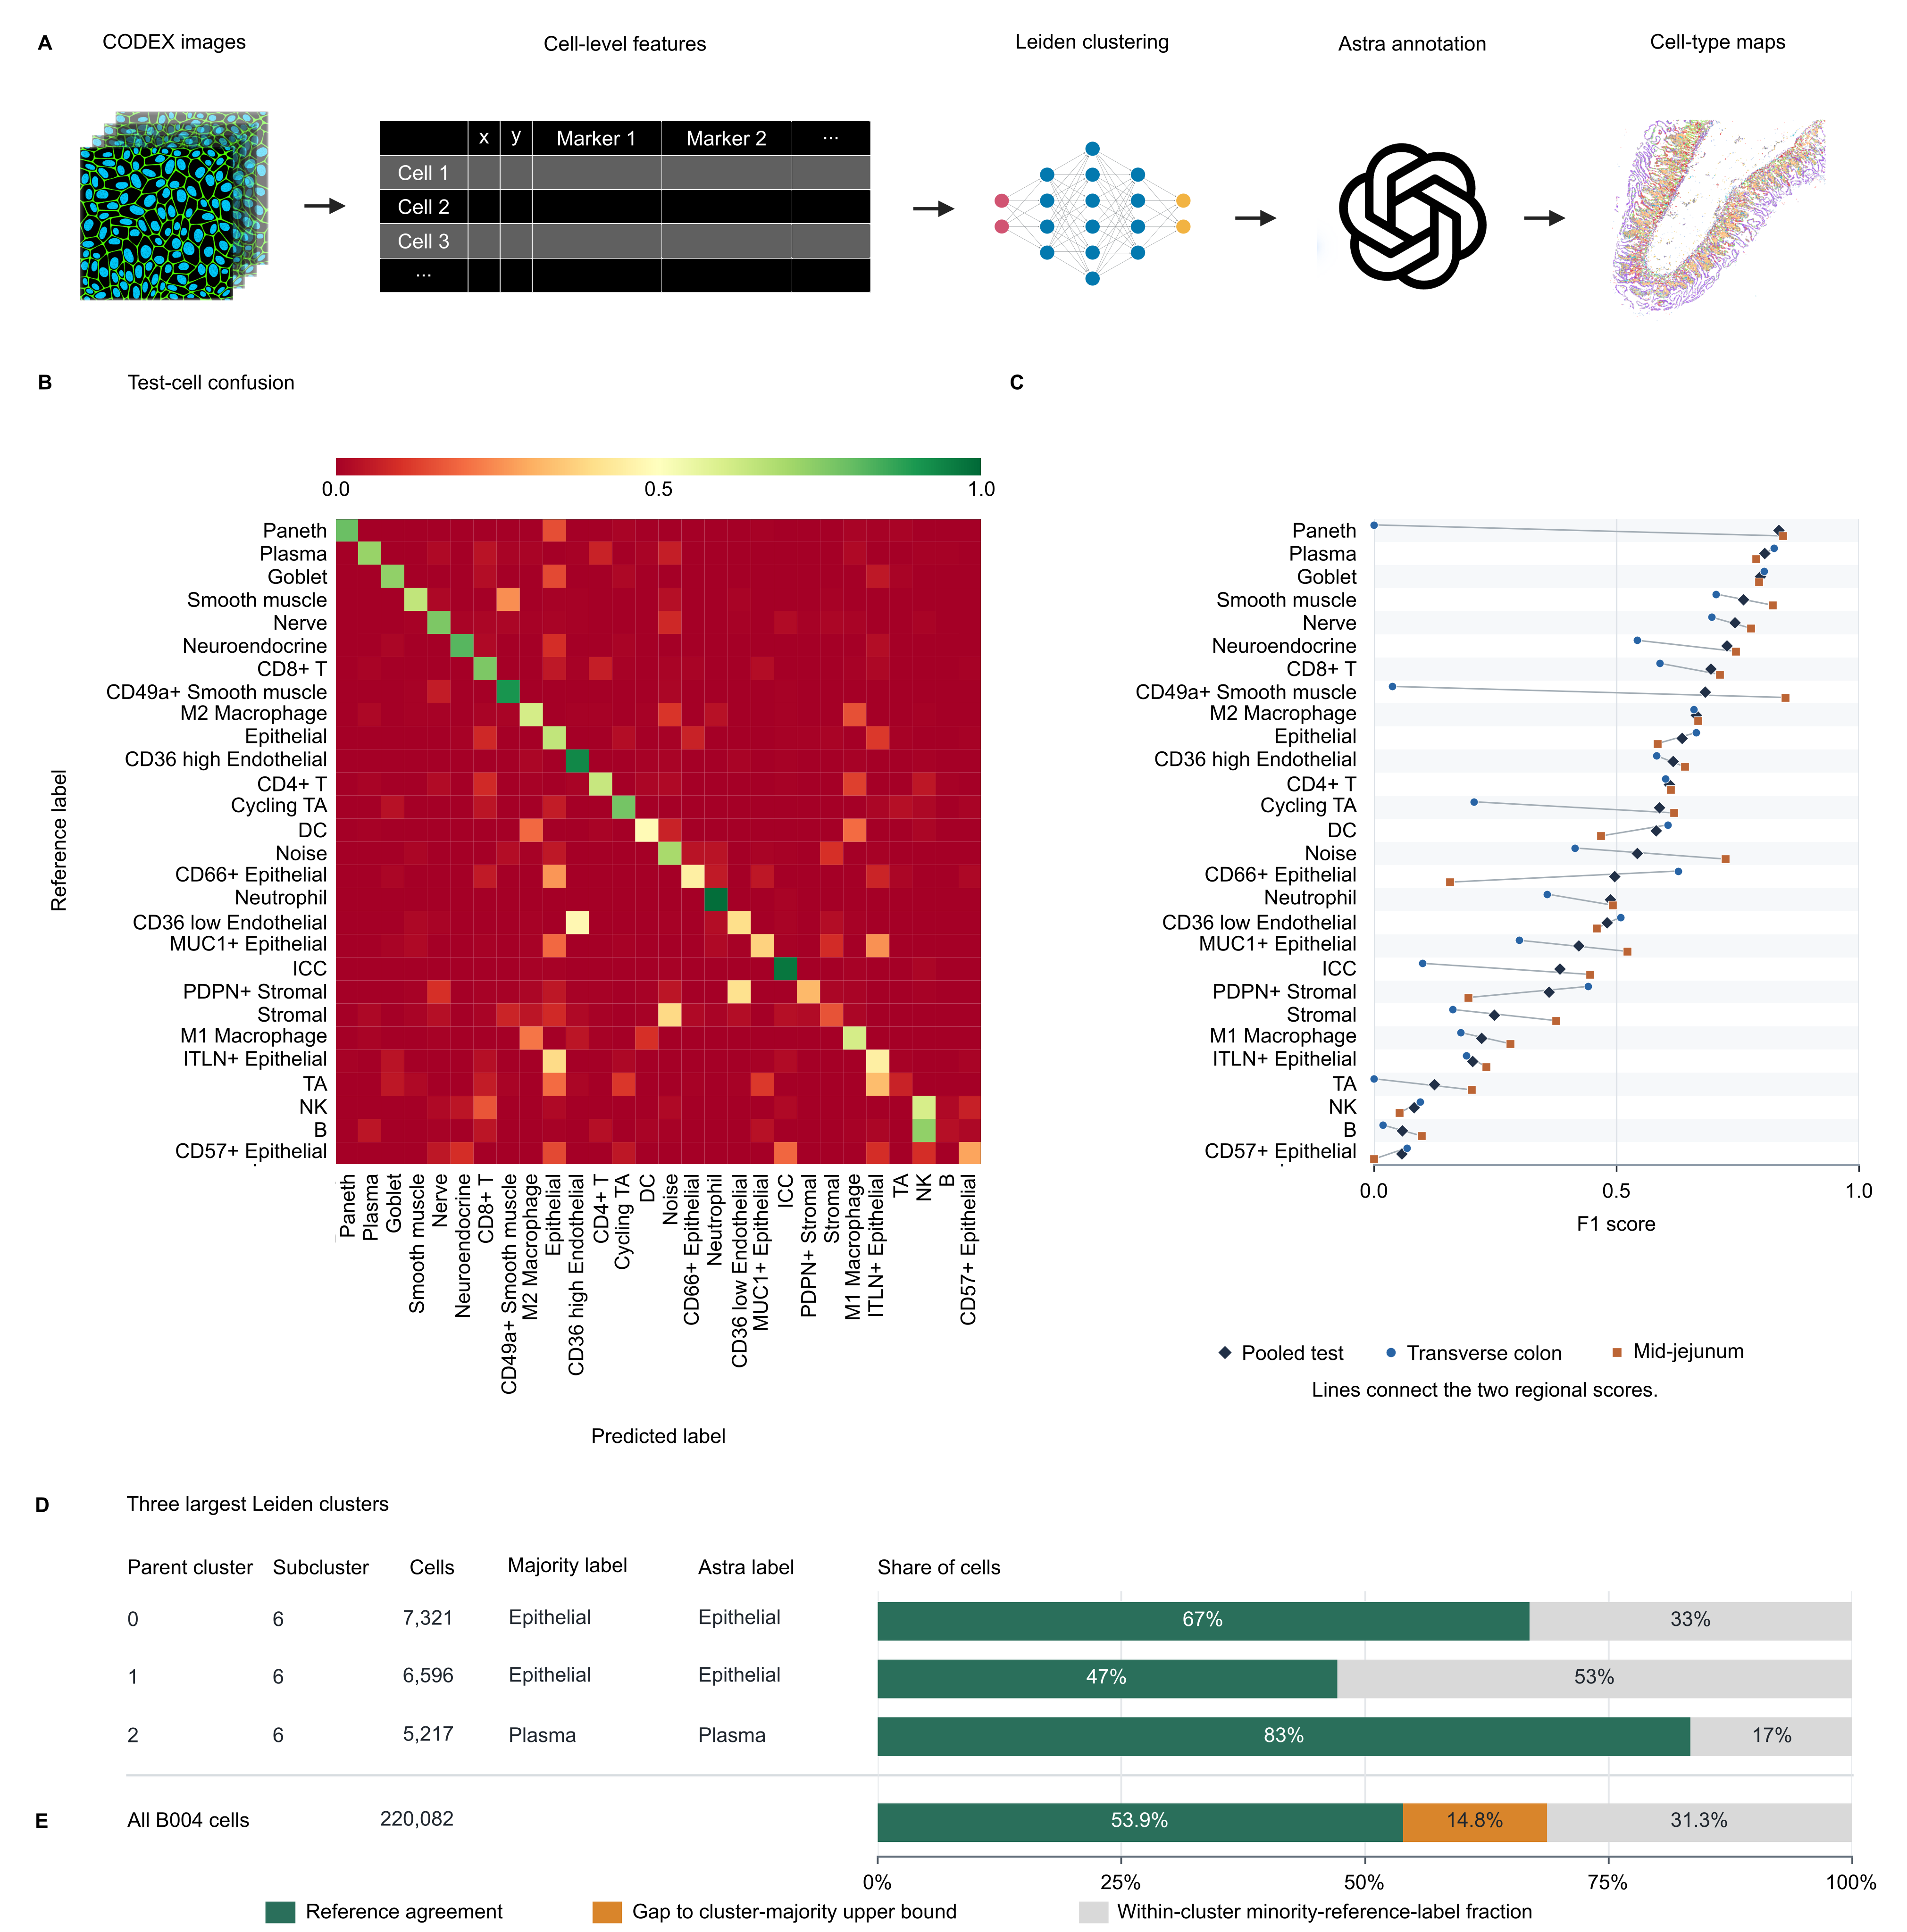 A
CODEX images
Cell-level features
Leiden clustering
Astra annotation
Cell-type maps
x y Marker 1 Marker 2 ...
Cell 1
Cell 2
Cell 3
...
B
Test-cell confusion
0.0 0.5 1.0
Reference label
Paneth
Plasma
Goblet
Smooth muscle
Nerve
Neuroendocrine
CD8+ T
CD49a+ Smooth muscle
M2 Macrophage
Epithelial
CD36 high Endothelial
CD4+ T
Cycling TA
DC
Noise
CD66+ Epithelial
Neutrophil
CD36 low Endothelial
MUC1+ Epithelial
ICC
PDPN+ Stromal
Stromal
M1 Macrophage
ITLN+ Epithelial
TA
NK
B
CD57+ Epithelial
Paneth
Plasma
Goblet
Smooth muscle
Nerve
Neuroendocrine
CD8+ T
CD49a+ Smooth muscle
M2 Macrophage
Epithelial
CD36 high Endothelial
CD4+ T
Cycling TA
DC
Noise
CD66+ Epithelial
Neutrophil
CD36 low Endothelial
MUC1+ Epithelial
ICC
PDPN+ Stromal
Stromal
M1 Macrophage
ITLN+ Epithelial
TA
NK
B
CD57+ Epithelial
Predicted label
C
Paneth
Plasma
Goblet
Smooth muscle
Nerve
Neuroendocrine
CD8+ T
CD49a+ Smooth muscle
M2 Macrophage
Epithelial
CD36 high Endothelial
CD4+ T
Cycling TA
DC
Noise
CD66+ Epithelial
Neutrophil
CD36 low Endothelial
MUC1+ Epithelial
ICC
PDPN+ Stromal
Stromal
M1 Macrophage
ITLN+ Epithelial
TA
NK
B
CD57+ Epithelial
0.0 0.5 1.0
F1 score
Pooled test Transverse colon Mid-jejunum
Lines connect the two regional scores.
D
Three largest Leiden clusters
Parent cluster Subcluster Cells Majority label Astra label Share of cells
0 6 7,321 Epithelial Epithelial 67% 33%
1 6 6,596 Epithelial Epithelial 47% 53%
2 6 5,217 Plasma Plasma 83% 17%
E
All B004 cells 220,082 53.9% 14.8% 31.3%
0% 25% 50% 75% 100%
Reference agreement Gap to cluster-majority upper bound Within-cluster minority-reference-label fraction